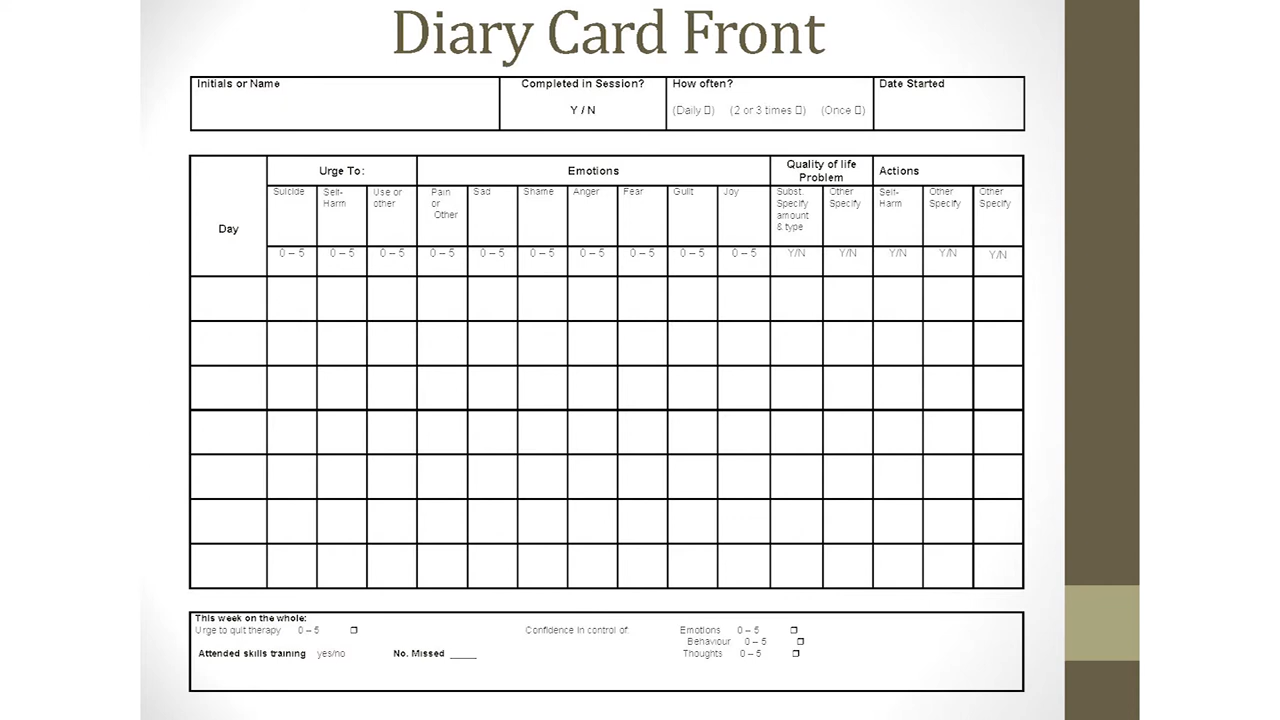 Diary Card Front
Initials or Name Completed in Session? How often? Date Started
Y / N (Daily ☐) (2 or 3 times ☐) (Once ☐)
Day Urge To: Emotions Quality of life Problem Actions
Suicide Self-Harm Use or other Pain or Other Sad Shame Anger Fear Guilt Joy Subst. Specify amount & type Other Specify Self-Harm Other Specify Other Specify
0 – 5 0 – 5 0 – 5 0 – 5 0 – 5 0 – 5 0 – 5 0 – 5 0 – 5 0 – 5 Y/N Y/N Y/N Y/N Y/N
This week on the whole:
Urge to quit therapy 0 – 5 ☐ Confidence in control of: Emotions 0 – 5 ☐
Behaviour 0 – 5 ☐
Attended skills training yes/no No. Missed _____ Thoughts 0 – 5 ☐